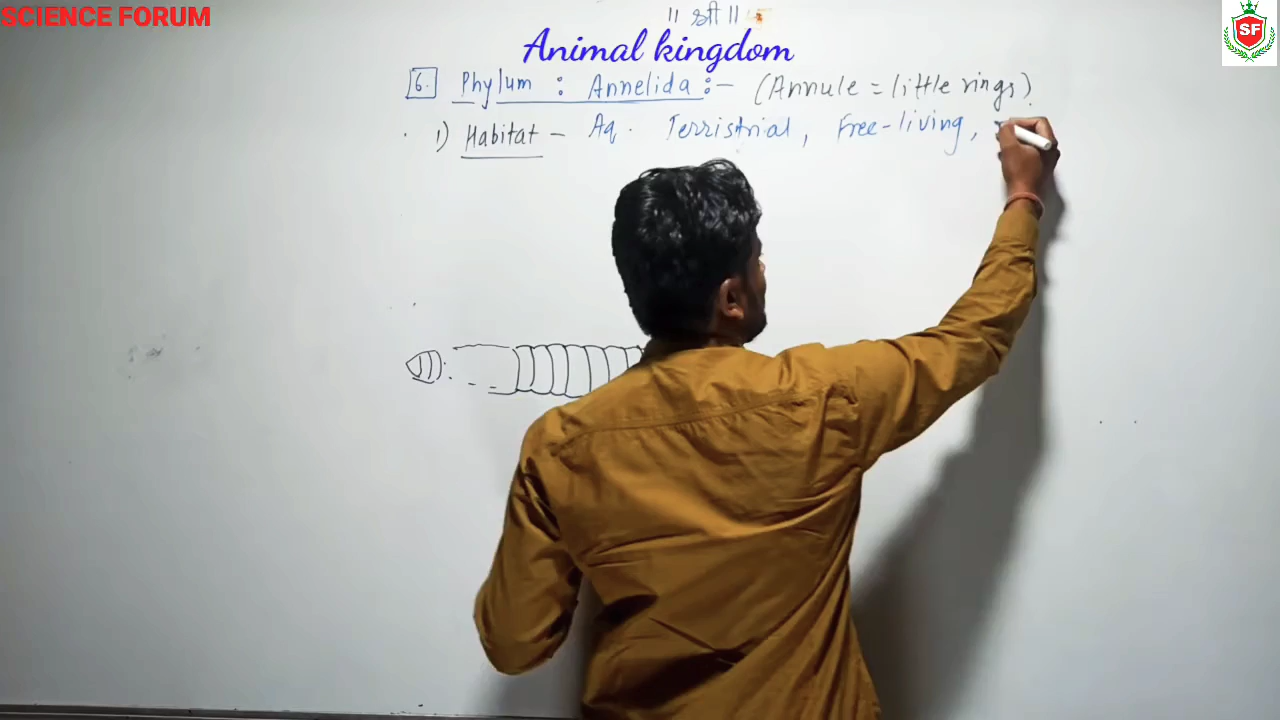 SCIENCE FORUM
|| श्री ||
SF
Animal kingdom
6. Phylum : Annelida :- (Annule = little rings)
1) Habitat - Aq. Terristrial, Free-living,